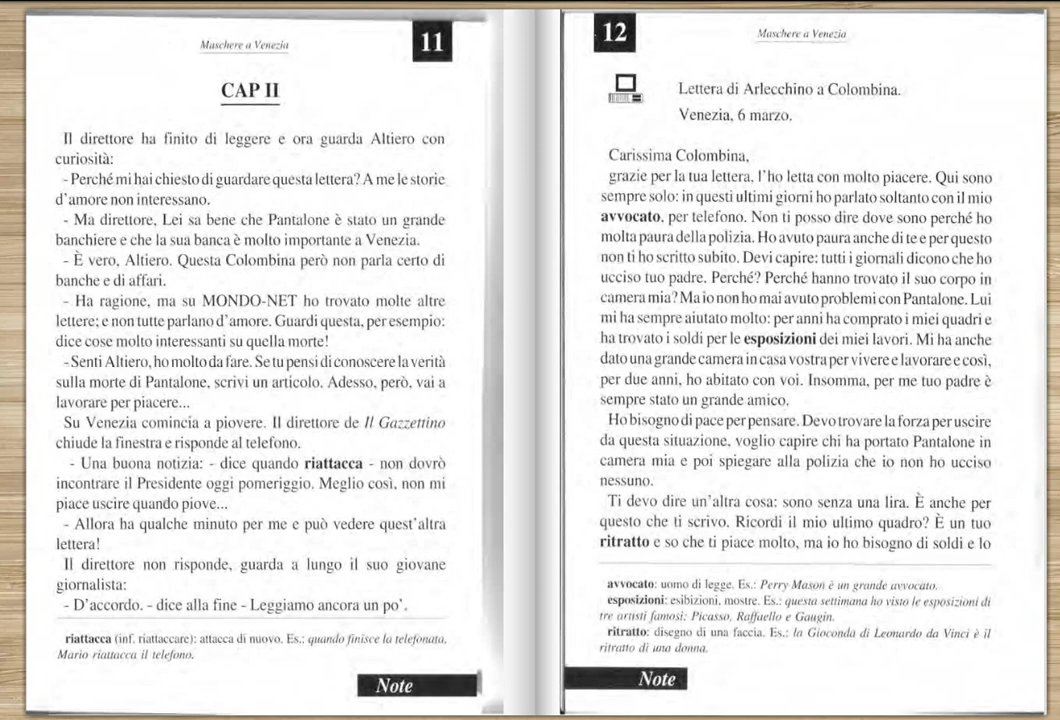 Maschere a Venezia
11
CAP II
Il direttore ha finito di leggere e ora guarda Altiero con
curiosità:
- Perché mi hai chiesto di guardare questa lettera? A me le storie
d'amore non interessano.
- Ma direttore, Lei sa bene che Pantalone è stato un grande
banchiere e che la sua banca è molto importante a Venezia.
- È vero, Altiero. Questa Colombina però non parla certo di
banche e di affari.
- Ha ragione, ma su MONDO-NET ho trovato molte altre
lettere; e non tutte parlano d'amore. Guardi questa, per esempio:
dice cose molto interessanti su quella morte!
- Senti Altiero, ho molto da fare. Se tu pensi di conoscere la verità
sulla morte di Pantalone, scrivi un articolo. Adesso, però, vai a
lavorare per piacere...
Su Venezia comincia a piovere. Il direttore de Il Gazzettino
chiude la finestra e risponde al telefono.
- Una buona notizia: - dice quando riattacca - non dovrò
incontrare il Presidente oggi pomeriggio. Meglio così, non mi
piace uscire quando piove...
- Allora ha qualche minuto per me e può vedere quest'altra
lettera!
Il direttore non risponde, guarda a lungo il suo giovane
giornalista:
- D'accordo. - dice alla fine - Leggiamo ancora un po'.
riattacca (inf. riattaccare): attacca di nuovo. Es.: quando finisce la telefonata,
Mario riattacca il telefono.
Note
12
Maschere a Venezia
Lettera di Arlecchino a Colombina.
Venezia, 6 marzo.
Carissima Colombina,
grazie per la tua lettera, l'ho letta con molto piacere. Qui sono
sempre solo: in questi ultimi giorni ho parlato soltanto con il mio
avvocato, per telefono. Non ti posso dire dove sono perché ho
molta paura della polizia. Ho avuto paura anche di te e per questo
non ti ho scritto subito. Devi capire: tutti i giornali dicono che ho
ucciso tuo padre. Perché? Perché hanno trovato il suo corpo in
camera mia? Ma io non ho mai avuto problemi con Pantalone. Lui
mi ha sempre aiutato molto: per anni ha comprato i miei quadri e
ha trovato i soldi per le esposizioni dei miei lavori. Mi ha anche
dato una grande camera in casa vostra per vivere e lavorare e così,
per due anni, ho abitato con voi. Insomma, per me tuo padre è
sempre stato un grande amico.
Ho bisogno di pace per pensare. Devo trovare la forza per uscire
da questa situazione, voglio capire chi ha portato Pantalone in
camera mia e poi spiegare alla polizia che io non ho ucciso
nessuno.
Ti devo dire un'altra cosa: sono senza una lira. È anche per
questo che ti scrivo. Ricordi il mio ultimo quadro? È un tuo
ritratto e so che ti piace molto, ma io ho bisogno di soldi e lo
avvocato: uomo di legge. Es.: Perry Mason è un grande avvocato.
esposizioni: esibizioni, mostre. Es.: questa settimana ho visto le esposizioni di
tre artisti famosi: Picasso, Raffaello e Gaugin.
ritratto: disegno di una faccia. Es.: la Gioconda di Leonardo da Vinci è il
ritratto di una donna.
Note